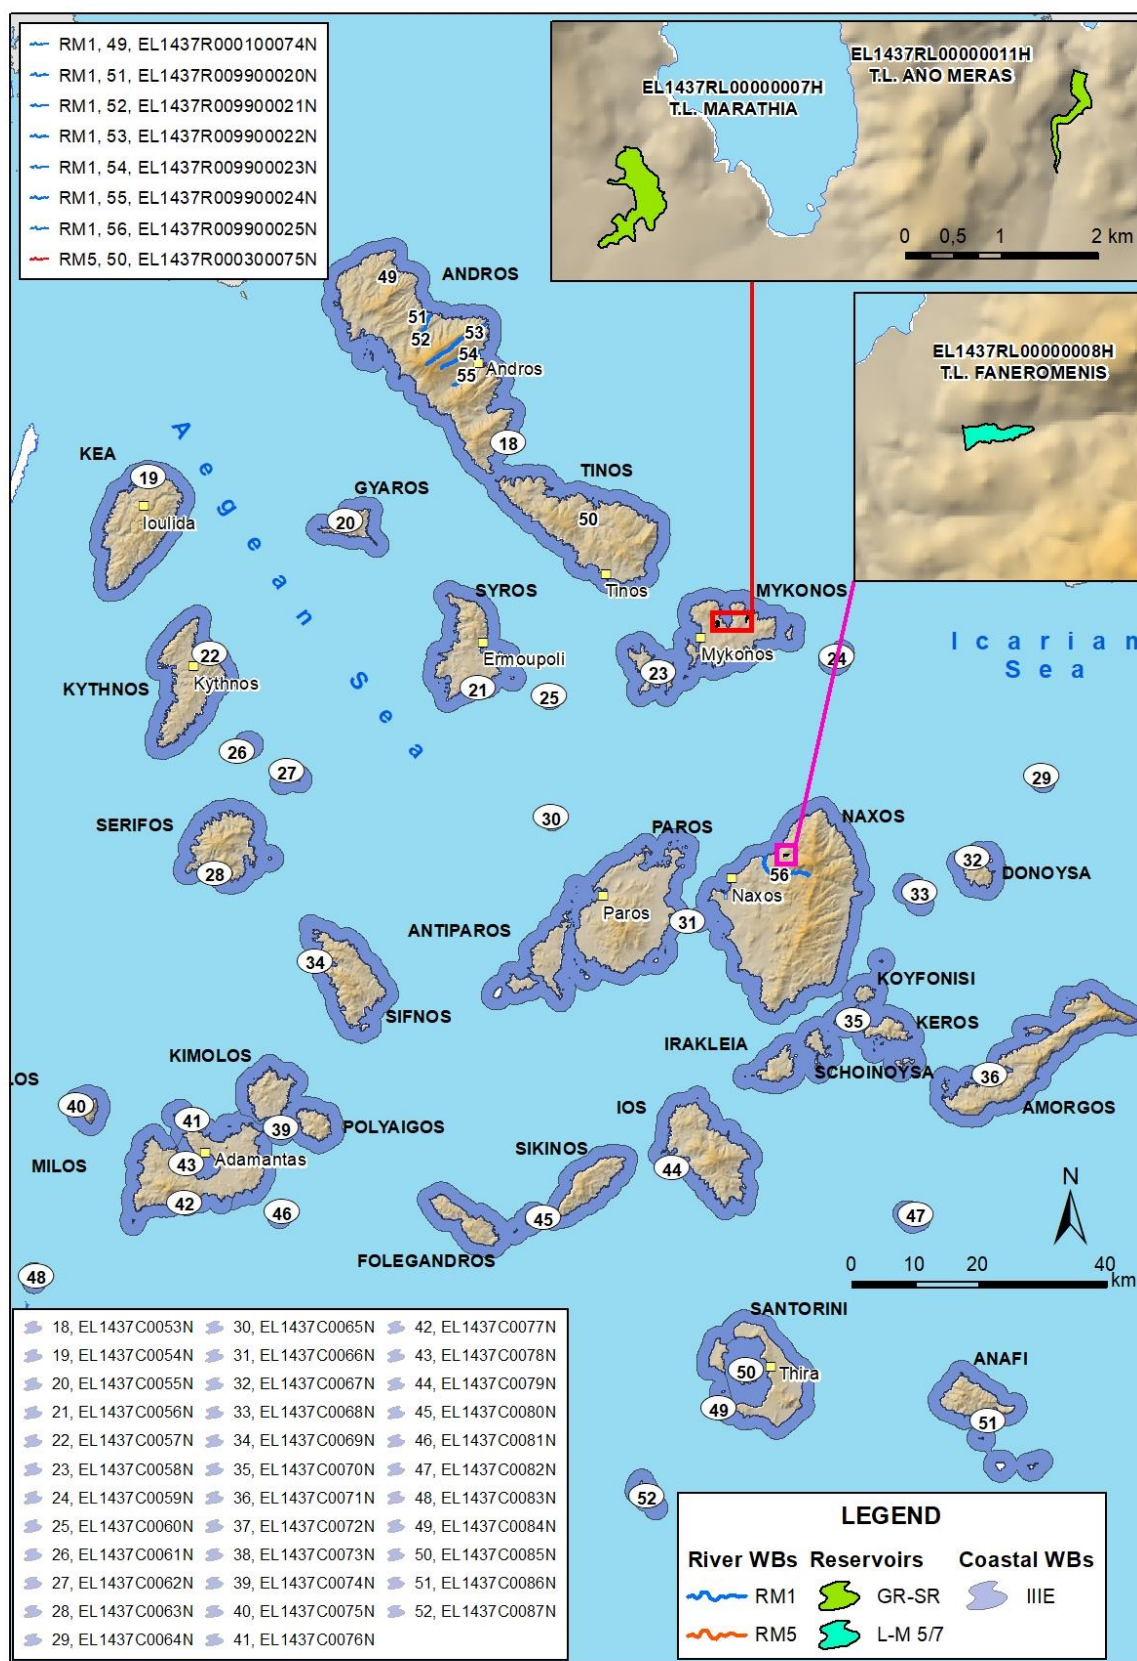 RM1, 49, EL1437R000100074N
RM1, 51, EL1437R009900020N
RM1, 52, EL1437R009900021N
RM1, 53, EL1437R009900022N
RM1, 54, EL1437R009900023N
RM1, 55, EL1437R009900024N
RM1, 56, EL1437R009900025N
RM5, 50, EL1437R000300075N
EL1437RL00000011H
T.L. ANO MERAS
EL1437RL00000007H
T.L. MARATHIA
0 0,5 1 2 km
EL1437RL00000008H
T.L. FANEROMENIS
ANDROS
49
51
52
53
54
55
Andros
18
Aegean Sea
KEA
19
Ioulida
GYAROS
20
TINOS
50
Tinos
SYROS
Ermoupoli
21
25
MYKONOS
Mykonos
23
24
Icarian
Sea
22
Kythnos
KYTHNOS
26
27
29
SERIFOS
28
30
PAROS
Paros
ANTIPAROS
31
NAXOS
56
Naxos
32
DONOYSA
33
34
SIFNOS
KOYFONISI
35
KEROS
IRAKLEIA
SCHOINOYSA
36
AMORGOS
KIMOLOS
LOS
40
41
39
POLYAIGOS
MILOS
43
Adamantas
42
46
IOS
44
SIKINOS
45
FOLEGANDROS
47
N
48
0 10 20 40
km
SANTORINI
50
Thira
49
ANAFI
51
52
18, EL1437C0053N
19, EL1437C0054N
20, EL1437C0055N
21, EL1437C0056N
22, EL1437C0057N
23, EL1437C0058N
24, EL1437C0059N
25, EL1437C0060N
26, EL1437C0061N
27, EL1437C0062N
28, EL1437C0063N
29, EL1437C0064N
30, EL1437C0065N
31, EL1437C0066N
32, EL1437C0067N
33, EL1437C0068N
34, EL1437C0069N
35, EL1437C0070N
36, EL1437C0071N
37, EL1437C0072N
38, EL1437C0073N
39, EL1437C0074N
40, EL1437C0075N
41, EL1437C0076N
42, EL1437C0077N
43, EL1437C0078N
44, EL1437C0079N
45, EL1437C0080N
46, EL1437C0081N
47, EL1437C0082N
48, EL1437C0083N
49, EL1437C0084N
50, EL1437C0085N
51, EL1437C0086N
52, EL1437C0087N
LEGEND
River WBs Reservoirs Coastal WBs
RM1 GR-SR IIIE
RM5 L-M 5/7